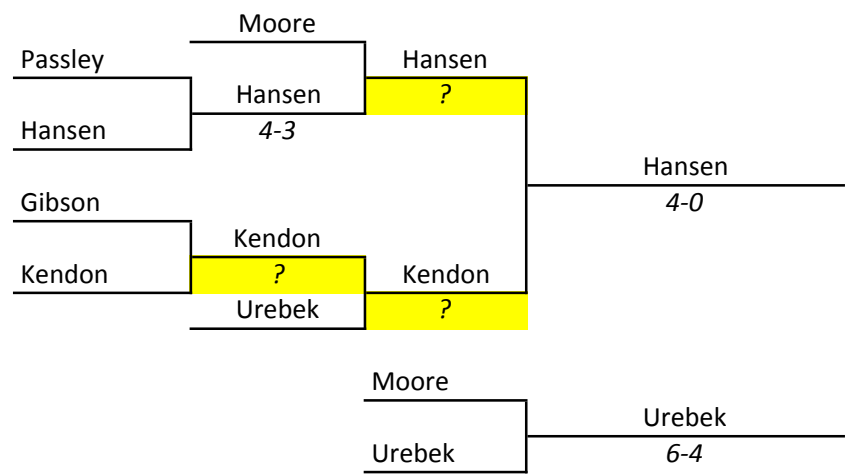 Moore
Passley
Hansen
?
Hansen
4-3
Hansen
Hansen
4-0
Gibson
Kendon
?
Kendon
Kendon
?
Urebek
Moore
Urebek
Urebek
6-4